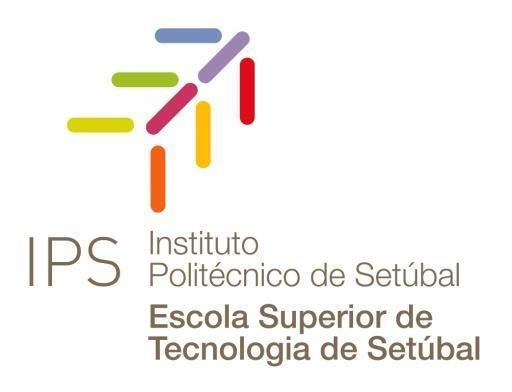 IPS
Instituto
Politécnico de Setúbal
Escola Superior de
Tecnologia de Setúbal